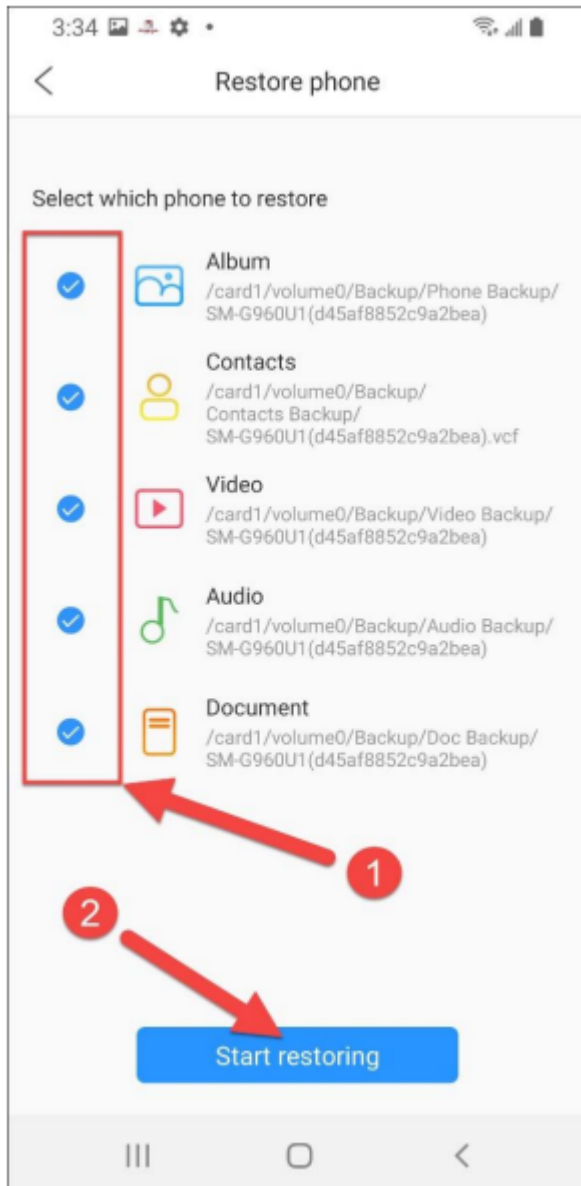 3:34
Restore phone
Select which phone to restore
Album
/card1/volume0/Backup/Phone Backup/
SM-G960U1(d45af8852c9a2bea)
Contacts
/card1/volume0/Backup/
Contacts Backup/
SM-G960U1(d45af8852c9a2bea).vcf
Video
/card1/volume0/Backup/Video Backup/
SM-G960U1(d45af8852c9a2bea)
Audio
/card1/volume0/Backup/Audio Backup/
SM-G960U1(d45af8852c9a2bea)
Document
/card1/volume0/Backup/Doc Backup/
SM-G960U1(d45af8852c9a2bea)
1
2
Start restoring